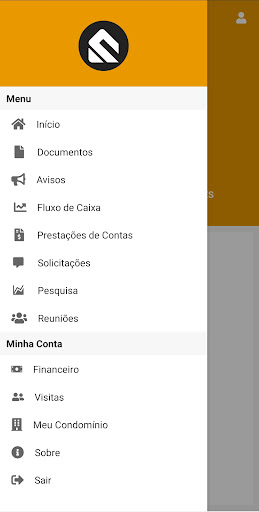 Menu
Início
Documentos
Avisos
Fluxo de Caixa
Prestações de Contas
Solicitações
Pesquisa
Reuniões
Minha Conta
Financeiro
Visitas
Meu Condomínio
Sobre
Sair